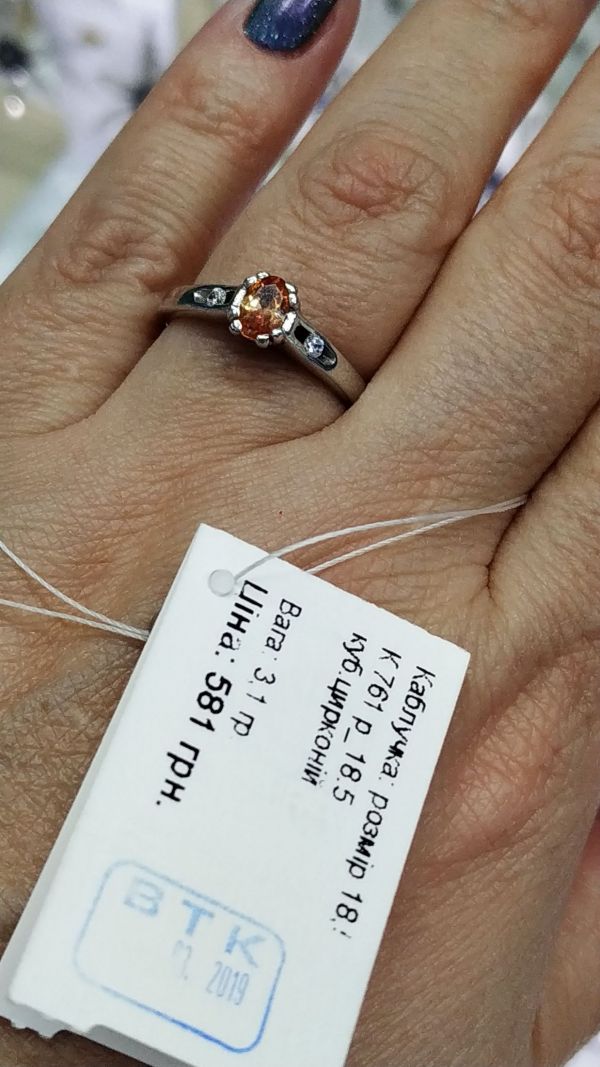 Каблучка: розмір 18,
К 761 р_18.5
куб.цирконій
Вага: 3,1 гр
Ціна: 581 грн.
ВТК
2019